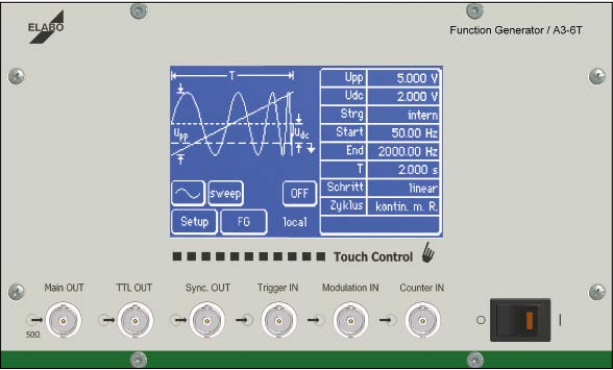 ELABO
Function Generator / A3-6T
T
Upp
Udc
Upp 5.000 V
Udc 2.000 V
Strg intern
Start 50.00 Hz
End 2000.00 Hz
T 2.000 s
Schritt linear
Zyklus kontin. m. R.
sweep OFF
Setup FG local
Touch Control
Main OUT TTL OUT Sync. OUT Trigger IN Modulation IN Counter IN
50Ω
O I